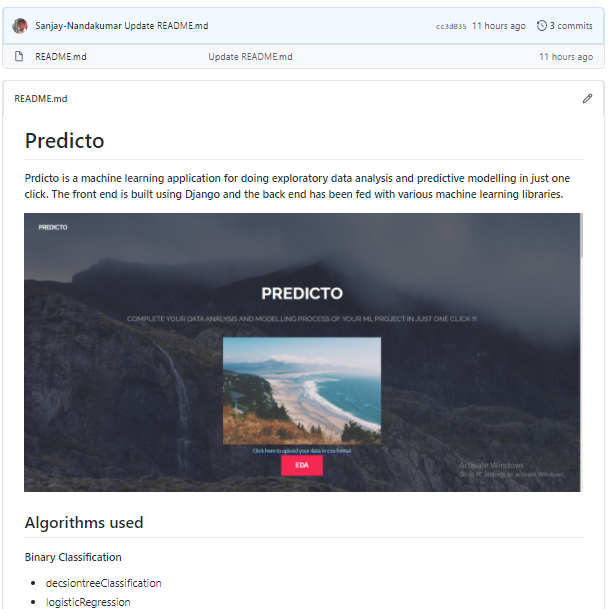 Sanjay-Nandakumar Update README.md cc3d035 11 hours ago 3 commits
README.md Update README.md 11 hours ago
README.md
Predicto
Prdicto is a machine learning application for doing exploratory data analysis and predictive modelling in just one
click. The front end is built using Django and the back end has been fed with various machine learning libraries.
PREDICTO
PREDICTO
COMPLETE YOUR DATA ANALYSIS AND MODELLING PROCESS OF YOUR ML PROJECT IN JUST ONE CLICK !!!
Click here to upload your data in csv format
EDA
Activate Windows
Go to PC settings to activate Windows.
Algorithms used
Binary Classification
decsiontreeClassification
logisticRegression